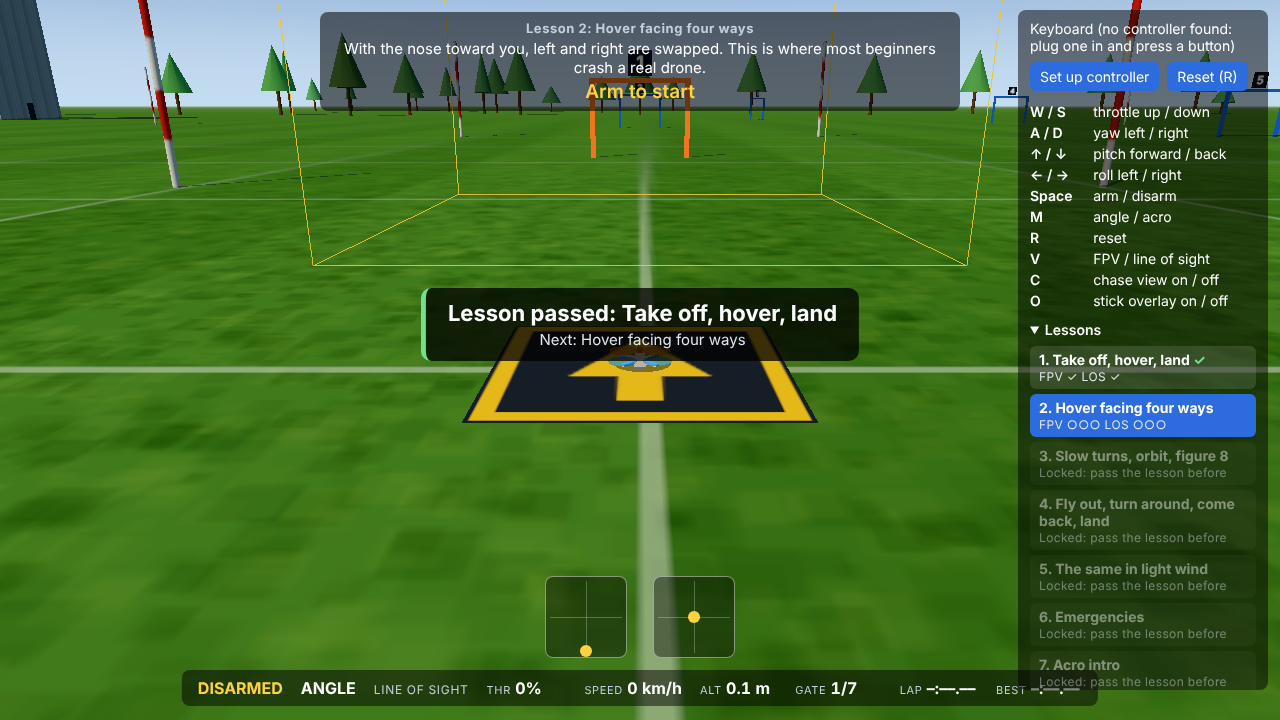 Lesson 2: Hover facing four ways
With the nose toward you, left and right are swapped. This is where most beginners
crash a real drone.
Arm to start
1
Keyboard (no controller found:
plug one in and press a button)
Set up controller
Reset (R)
4
5
W / S throttle up / down
A / D yaw left / right
↑ / ↓ pitch forward / back
← / → roll left / right
Space arm / disarm
M angle / acro
R reset
V FPV / line of sight
C chase view on / off
O stick overlay on / off
▼ Lessons
1. Take off, hover, land ✓
FPV ✓ LOS ✓
2. Hover facing four ways
FPV ○○○ LOS ○○○
3. Slow turns, orbit, figure 8
Locked: pass the lesson before
4. Fly out, turn around, come
back, land
Locked: pass the lesson before
5. The same in light wind
Locked: pass the lesson before
6. Emergencies
Locked: pass the lesson before
7. Acro intro
Locked: pass the lesson before
Lesson passed: Take off, hover, land
Next: Hover facing four ways
DISARMED ANGLE LINE OF SIGHT THR 0% SPEED 0 km/h ALT 0.1 m GATE 1/7 LAP –:––.–– BEST –:––.––